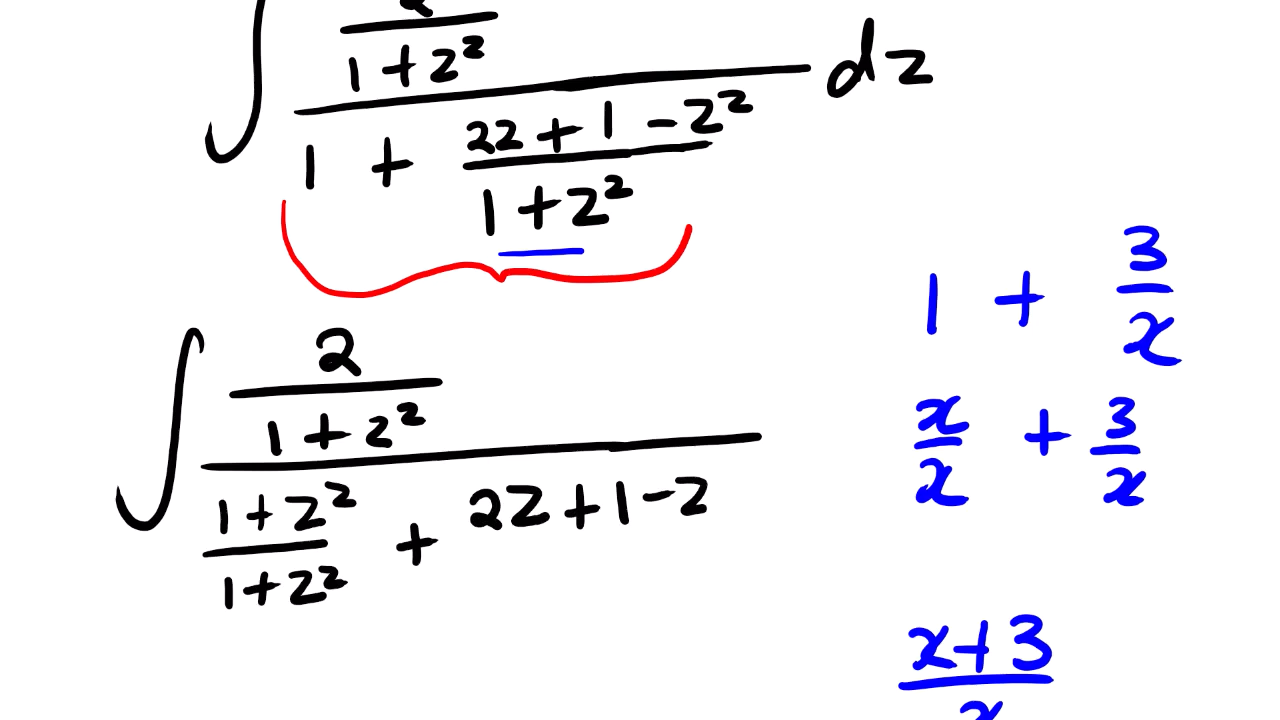 ∫ 2
1 + z²
dz
1 + 2z + 1 - z²
1 + z²
1 + 3/x
∫ 2
1 + z²
x/x + 3/x
1 + z²
1 + z² + 2z + 1 - z
x + 3
x